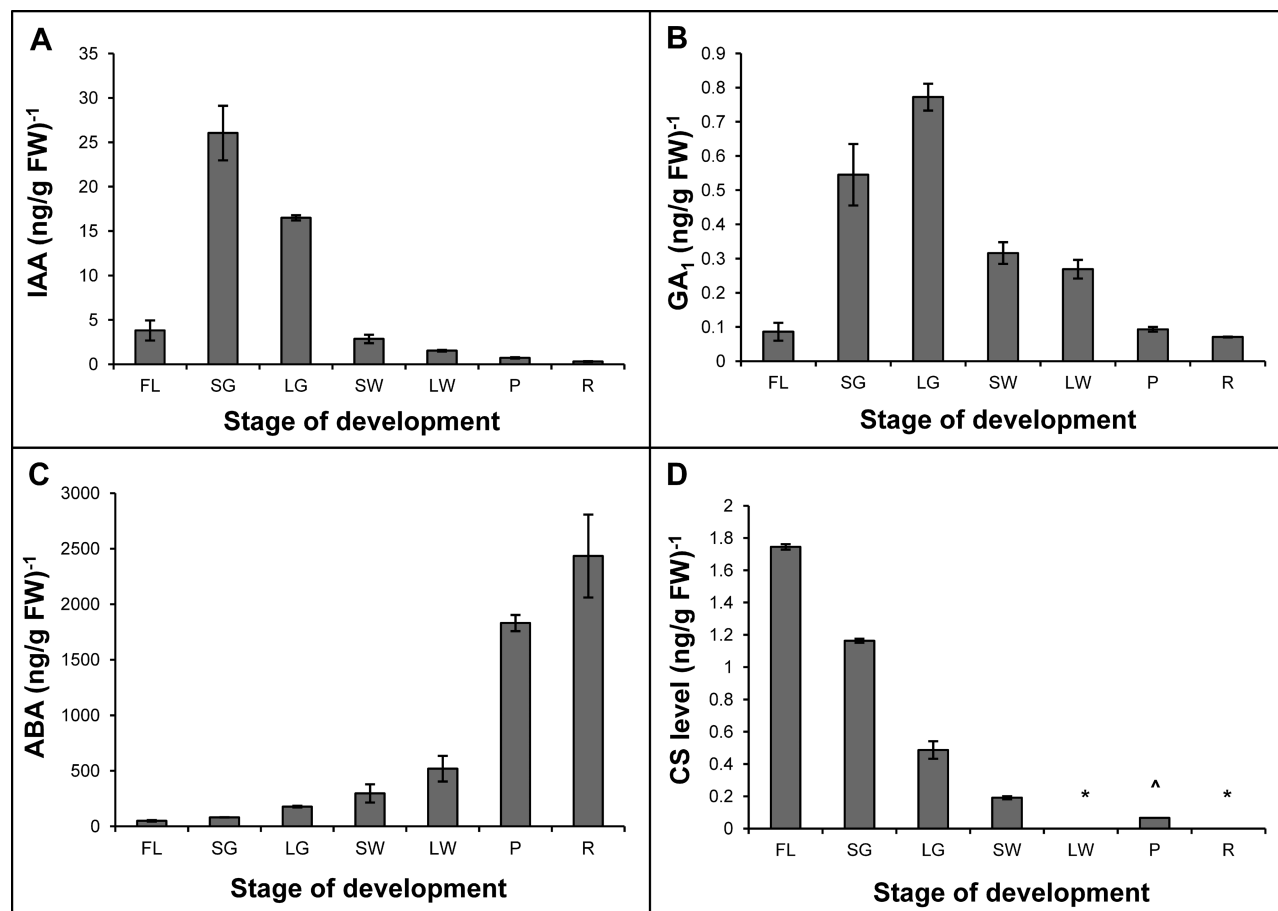 A
IAA (ng/g FW)-1
35
30
25
20
15
10
5
0
FL SG LG SW LW P R
Stage of development
B
GA1 (ng/g FW)-1
0.9
0.8
0.7
0.6
0.5
0.4
0.3
0.2
0.1
0
FL SG LG SW LW P R
Stage of development
C
ABA (ng/g FW)-1
3000
2500
2000
1500
1000
500
0
FL SG LG SW LW P R
Stage of development
D
CS level (ng/g FW)-1
2
1.8
1.6
1.4
1.2
1
0.8
0.6
0.4
0.2
0
* ^ *
FL SG LG SW LW P R
Stage of development